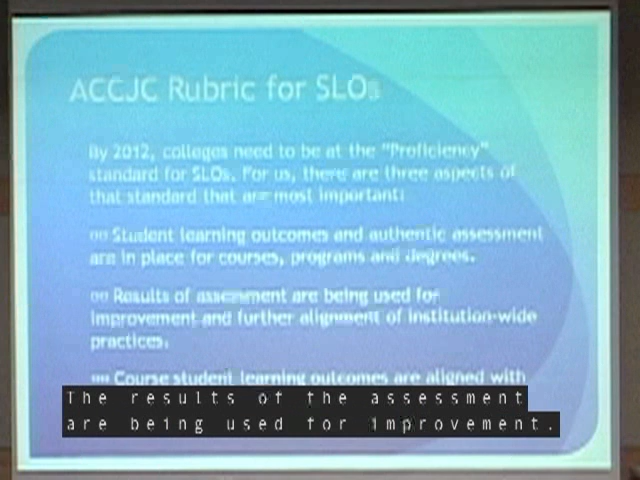 ACCJC Rubric for SLOs
By 2012, colleges need to be at the "Proficiency"
standard for SLOs. For us, there are three aspects of
that standard that are most important:
Student learning outcomes and authentic assessment
are in place for courses, programs and degrees.
Results of assessment are being used for
improvement and further alignment of institution-wide
practices.
Course student learning outcomes are aligned with
The results of the assessment
are being used for improvement.